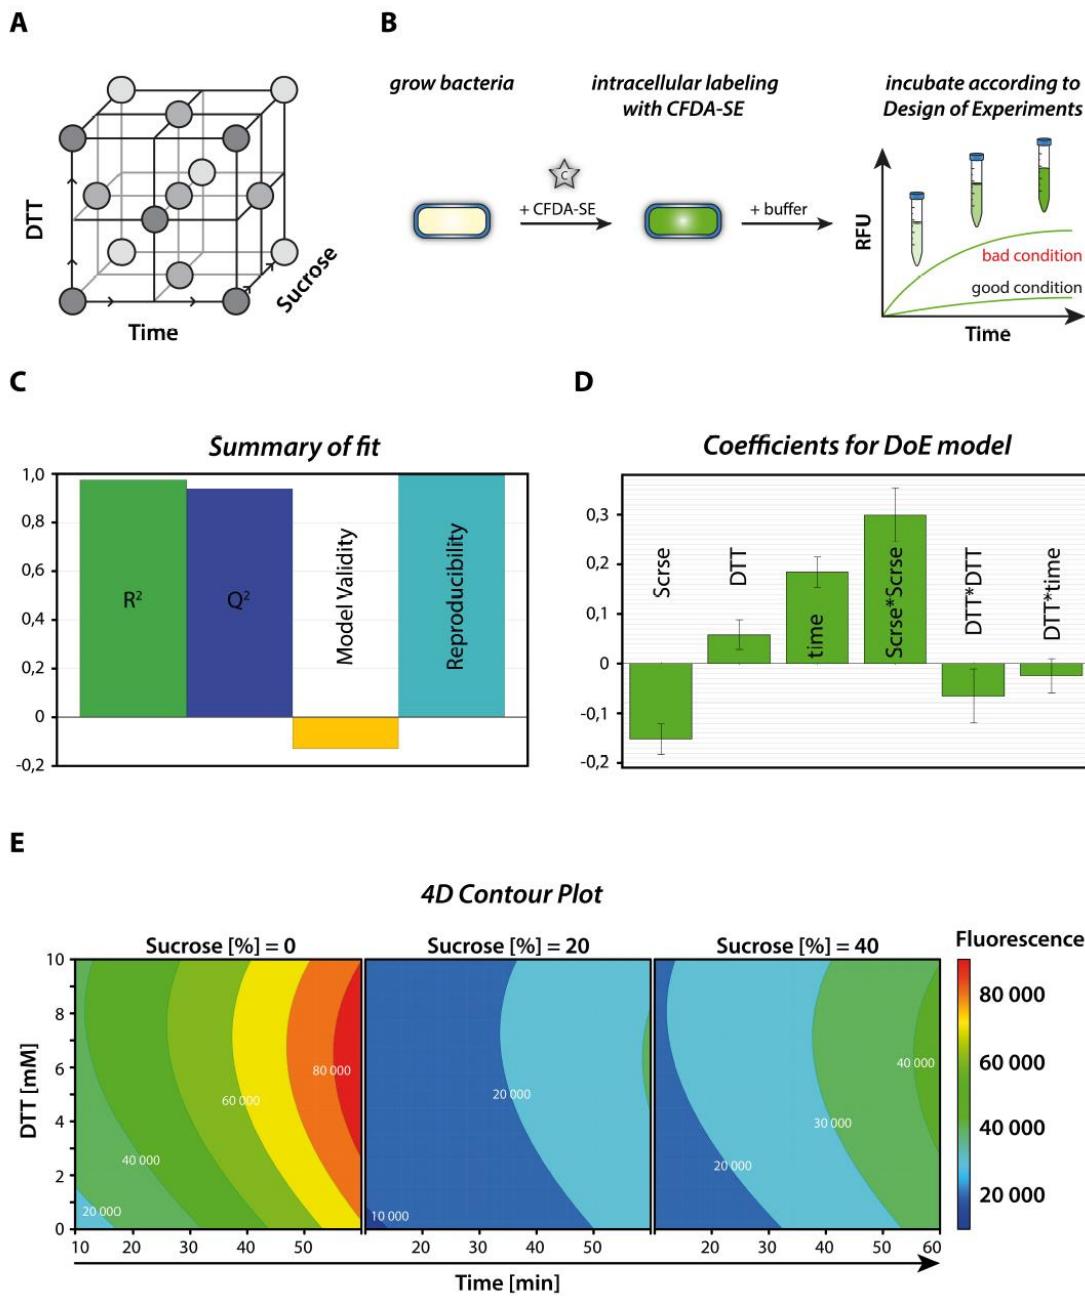 A
DTT
Sucrose
Time
B
grow bacteria
intracellular labeling
with CFDA-SE
incubate according to
Design of Experiments
C
+ CFDA-SE
+ buffer
RFU
bad condition
good condition
Time
C
Summary of fit
1,0
0,8
0,6
0,4
0,2
0
-0,2
R²
Q²
Model Validity
Reproducibility
D
Coefficients for DoE model
0,3
0,2
0,1
0
-0,1
-0,2
Scrse
DTT
time
Scrse*Scrse
DTT*DTT
DTT*time
E
4D Contour Plot
Sucrose [%] = 0
Sucrose [%] = 20
Sucrose [%] = 40
Fluorescence
DTT [mM]
10
8
6
4
2
0
20 000
40 000
60 000
80 000
10 000
20 000
20 000
30 000
40 000
80 000
60 000
40 000
20 000
10 20 30 40 50
20 30 40 50
20 30 40 50 60
Time [min]